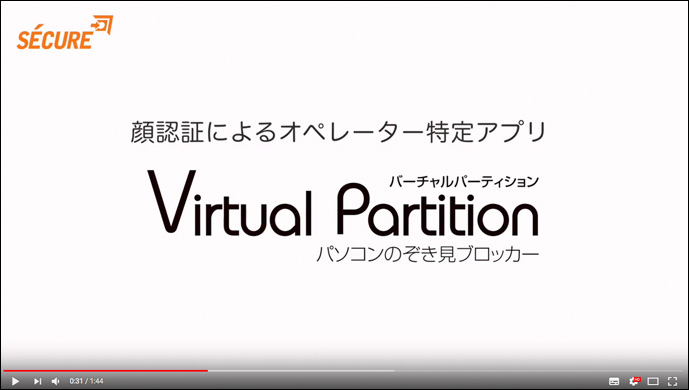 SÉCURE
顔認証によるオペレーター特定アプリ
バーチャルパーティション
Virtual Partition
パソコンのぞき見ブロッカー
0:31 / 1:44